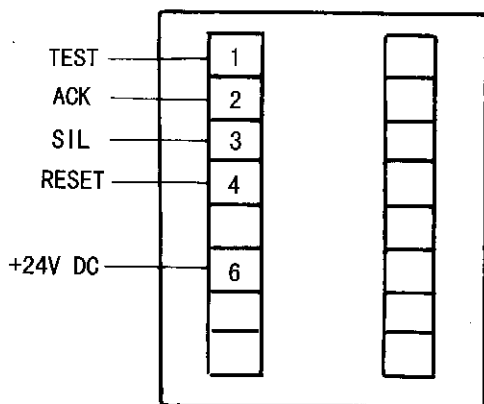 TEST 1
ACK 2
SIL 3
RESET 4
+24V DC 6